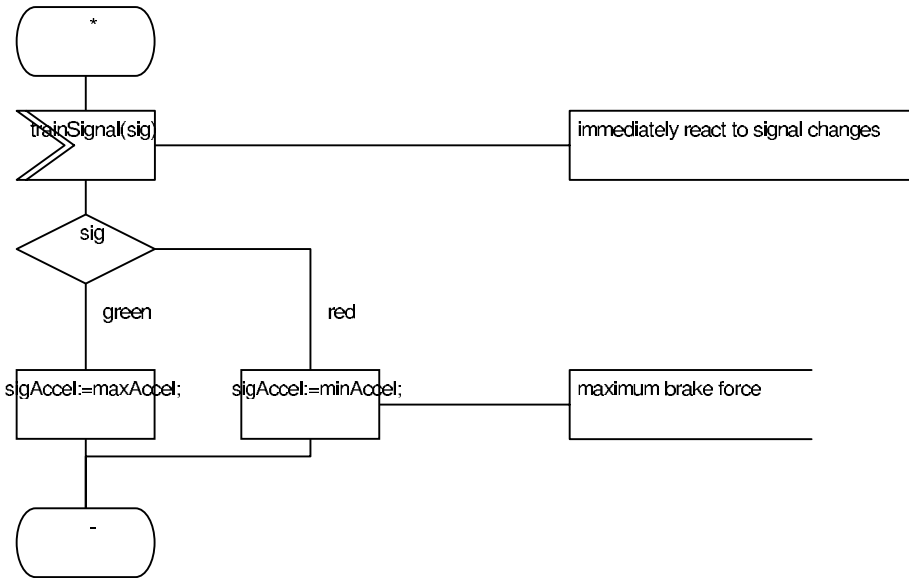 *
trainSignal(sig)
immediately react to signal changes
sig
green
red
sigAccel:=maxAccel;
sigAccel:=minAccel;
maximum brake force
-